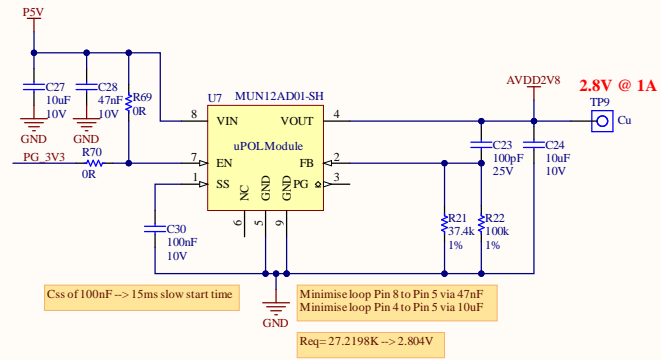 P5V
C27
10uF
10V
C28
47nF
10V
R69
0R
GND
GND
PG_3V3
R70
0R
U7
MUN12AD01-SH
8
VIN
VOUT
4
uPOLModule
7
EN
FB
2
1
SS
PG
3
NC
GND
GND
6
5
9
C30
100nF
10V
AVDD2V8
2.8V @ 1A
TP9
Cu
C23
100pF
25V
C24
10uF
10V
R21
37.4k
1%
R22
100k
1%
GND
Css of 100nF --> 15ms slow start time
Minimise loop Pin 8 to Pin 5 via 47nF
Minimise loop Pin 4 to Pin 5 via 10uF
Req= 27.2198K --> 2.804V